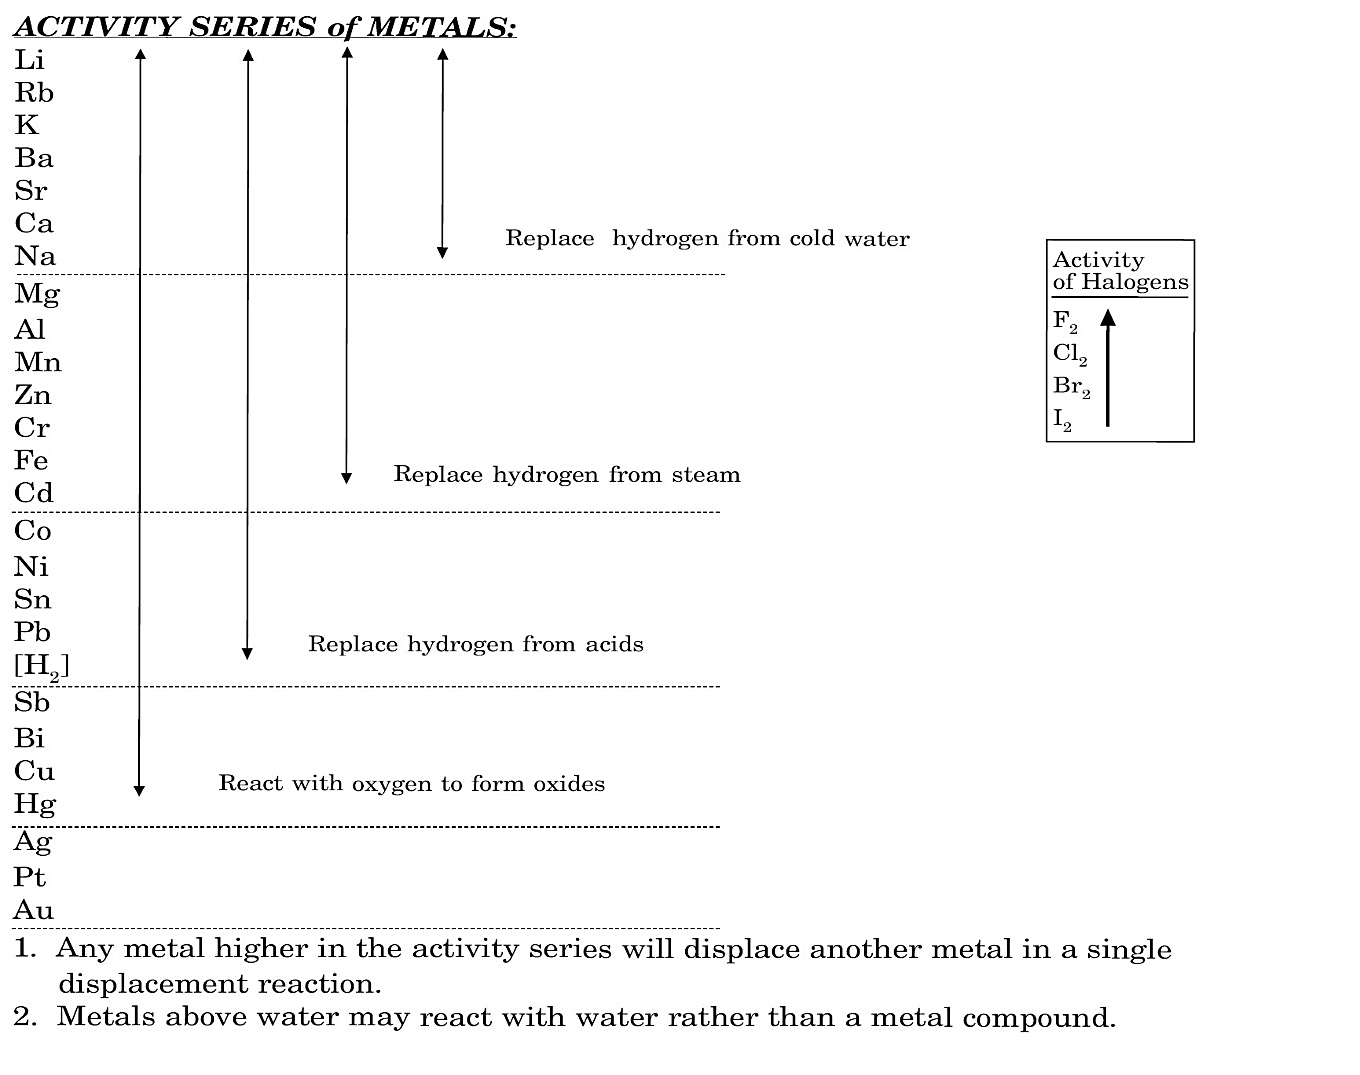 ACTIVITY SERIES of METALS:
Li
Rb
K
Ba
Sr
Ca
Na
Replace hydrogen from cold water
Mg
Al
Mn
Zn
Cr
Fe
Cd
Replace hydrogen from steam
Co
Ni
Sn
Pb
[H₂]
Replace hydrogen from acids
Sb
Bi
Cu
Hg
React with oxygen to form oxides
Ag
Pt
Au
Activity
of Halogens
F₂
Cl₂
Br₂
I₂
1. Any metal higher in the activity series will displace another metal in a single
displacement reaction.
2. Metals above water may react with water rather than a metal compound.